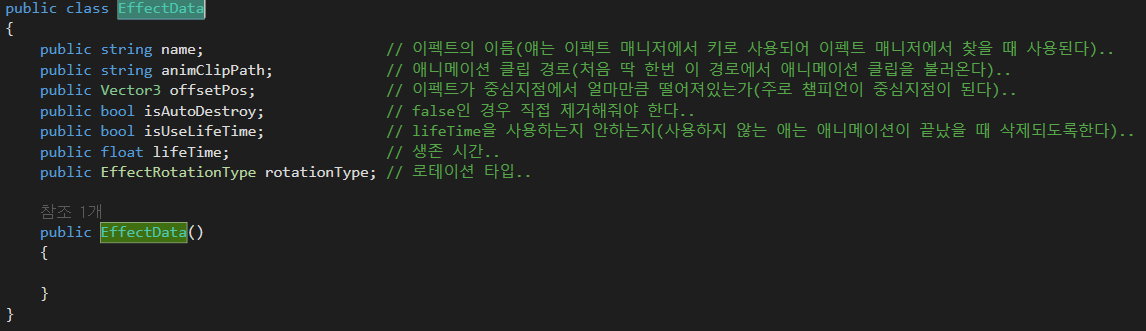 public class EffectData
{
public string name; // 이펙트의 이름(얘는 이펙트 매니저에서 키로 사용되어 이펙트 매니저에서 찾을 때 사용된다)..
public string animClipPath; // 애니메이션 클립 경로(처음 딱 한번 이 경로에서 애니메이션 클립을 불러온다)..
public Vector3 offsetPos; // 이펙트가 중심지점에서 얼마만큼 떨어져있는가(주로 챔피언이 중심지점이 된다)..
public bool isAutoDestroy; // false인 경우 직접 제거해줘야 한다..
public bool isUseLifeTime; // lifeTime을 사용하는지 안하는지(사용하지 않는 애는 애니메이션이 끝났을 때 삭제되도록한다)..
public float lifeTime; // 생존 시간..
public EffectRotationType rotationType; // 로테이션 타입..
참조 1개
public EffectData()
{
}
}